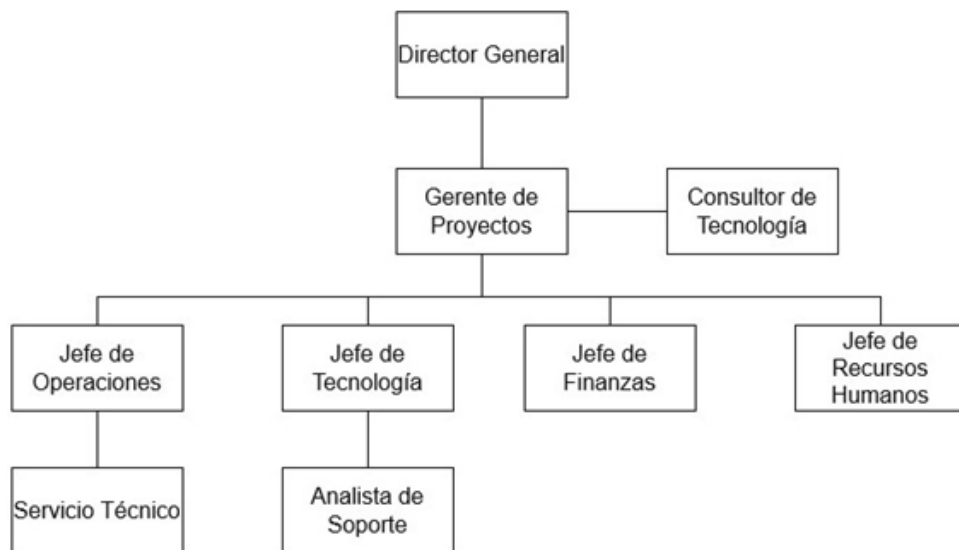 Director General
Gerente de
Proyectos
Consultor de
Tecnología
Jefe de
Operaciones
Jefe de
Tecnología
Jefe de
Finanzas
Jefe de
Recursos
Humanos
Servicio Técnico
Analista de
Soporte